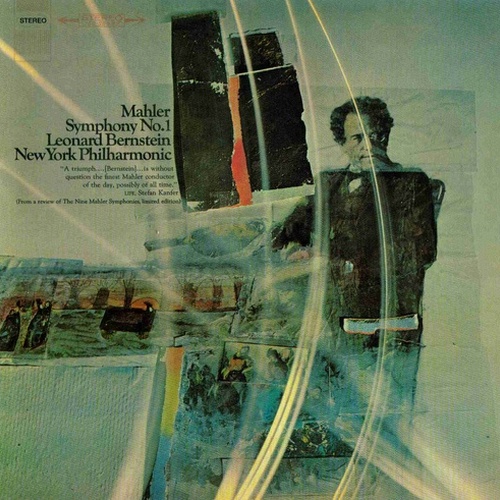 STEREO
Mahler
Symphony No.1
Leonard Bernstein
New York Philharmonic
"A triumph....[Bernstein]...is without
question the finest Mahler conductor
of the day, possibly of all time."
LIFE, Stefan Kanfer
(From a review of The Nine Mahler Symphonies, limited edition)